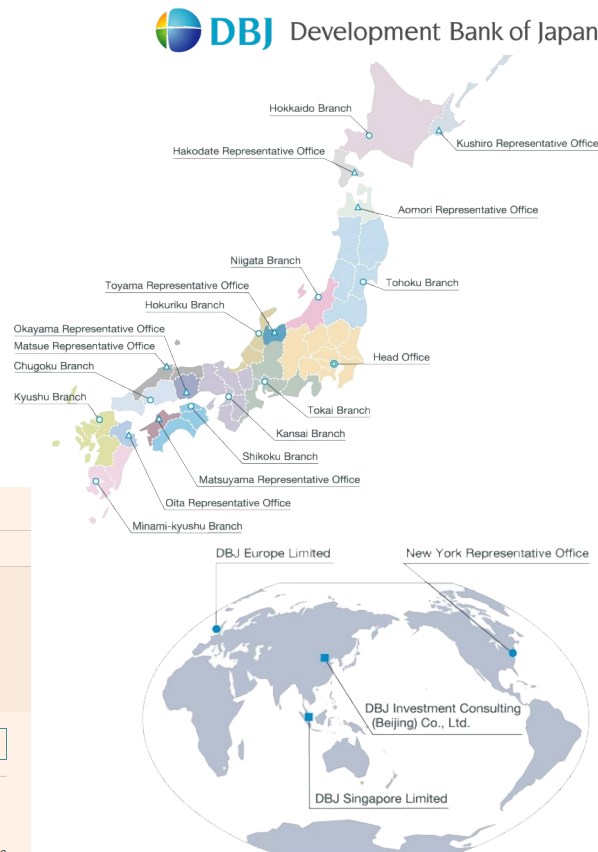 DBJ Development Bank of Japan
Hokkaido Branch
Kushiro Representative Office
Hakodate Representative Office
Aomori Representative Office
Niigata Branch
Toyama Representative Office
Tohoku Branch
Hokuriku Branch
Okayama Representative Office
Matsue Representative Office
Head Office
Chugoku Branch
Kyushu Branch
Tokai Branch
Kansai Branch
Shikoku Branch
Matsuyama Representative Office
Oita Representative Office
Minami-kyushu Branch
DBJ Europe Limited
New York Representative Office
DBJ Investment Consulting
(Beijing) Co., Ltd.
DBJ Singapore Limited